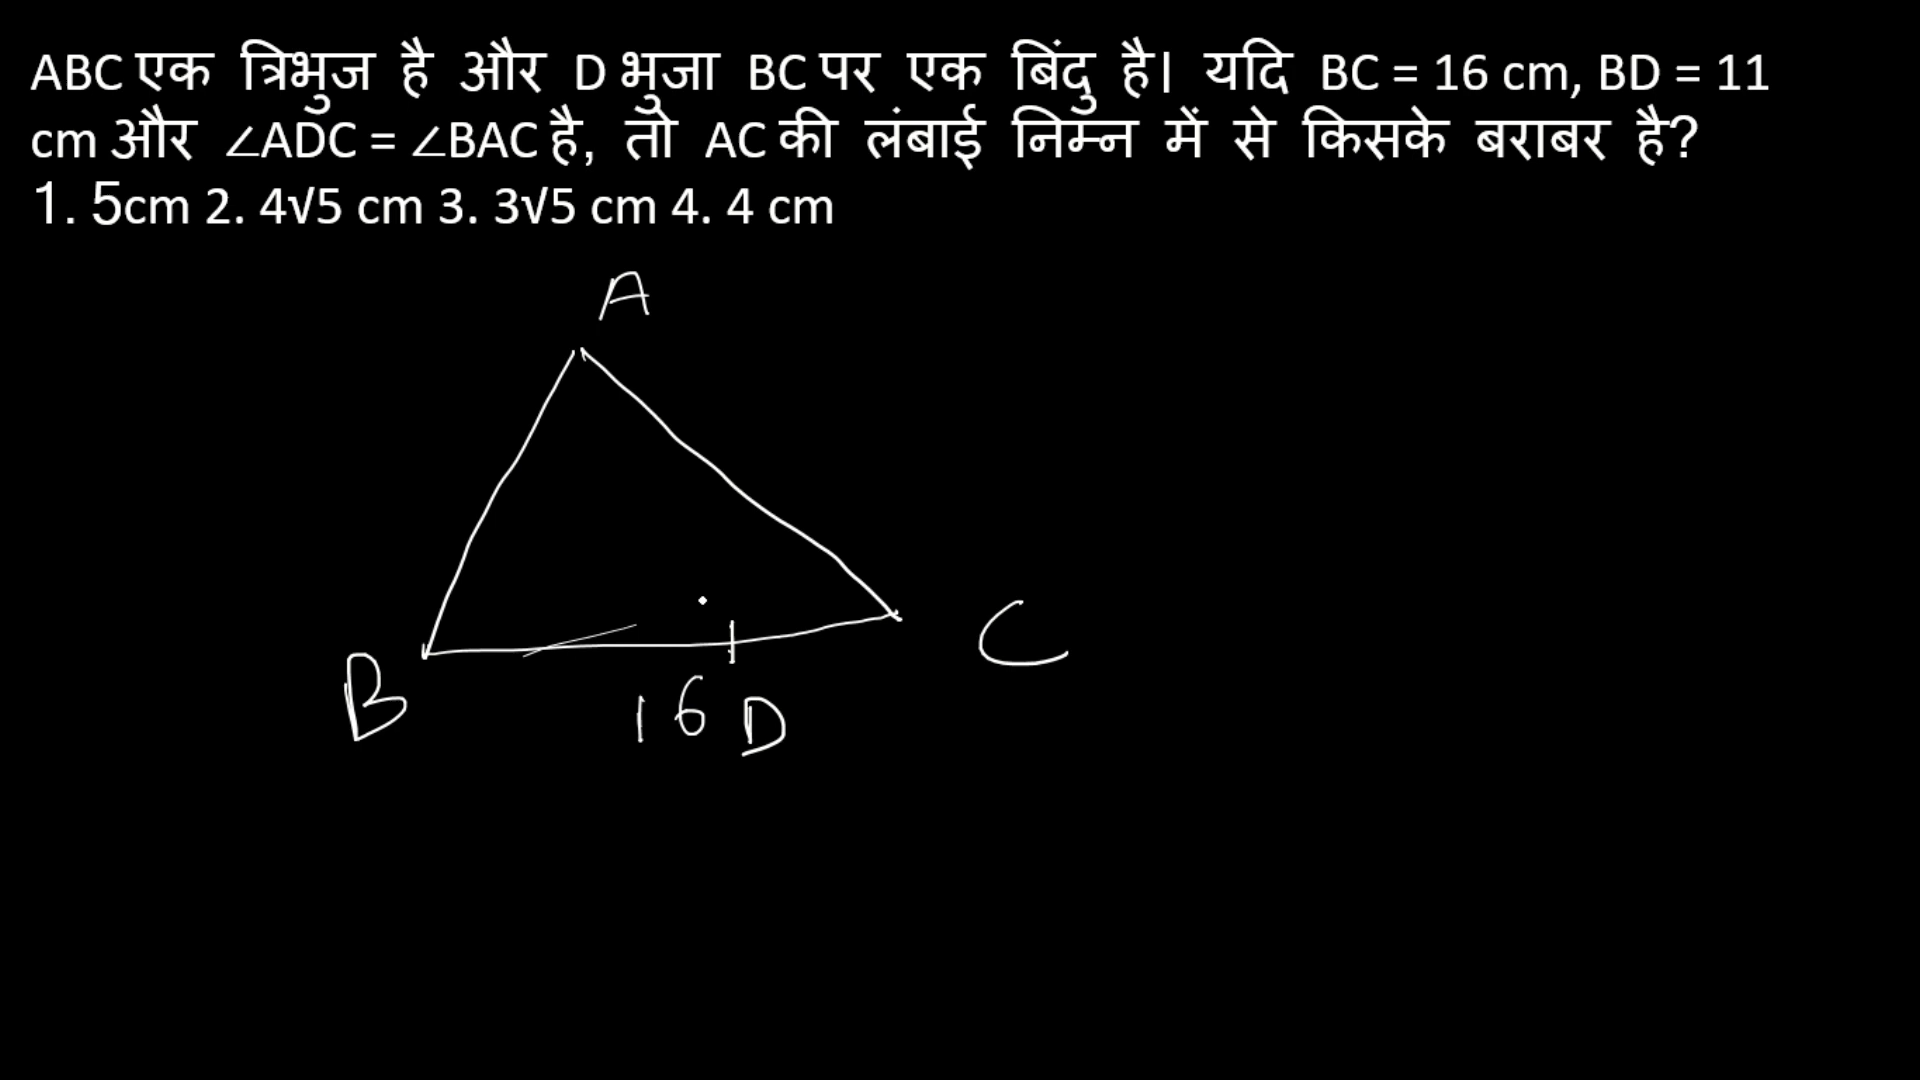 ABC एक त्रिभुज है और D भुजा BC पर एक बिंदु है। यदि BC = 16 cm, BD = 11
cm और ∠ADC = ∠BAC है, तो AC की लंबाई निम्न में से किसके बराबर है?
1. 5cm 2. 4√5 cm 3. 3√5 cm 4. 4 cm
A
B
C
16
D